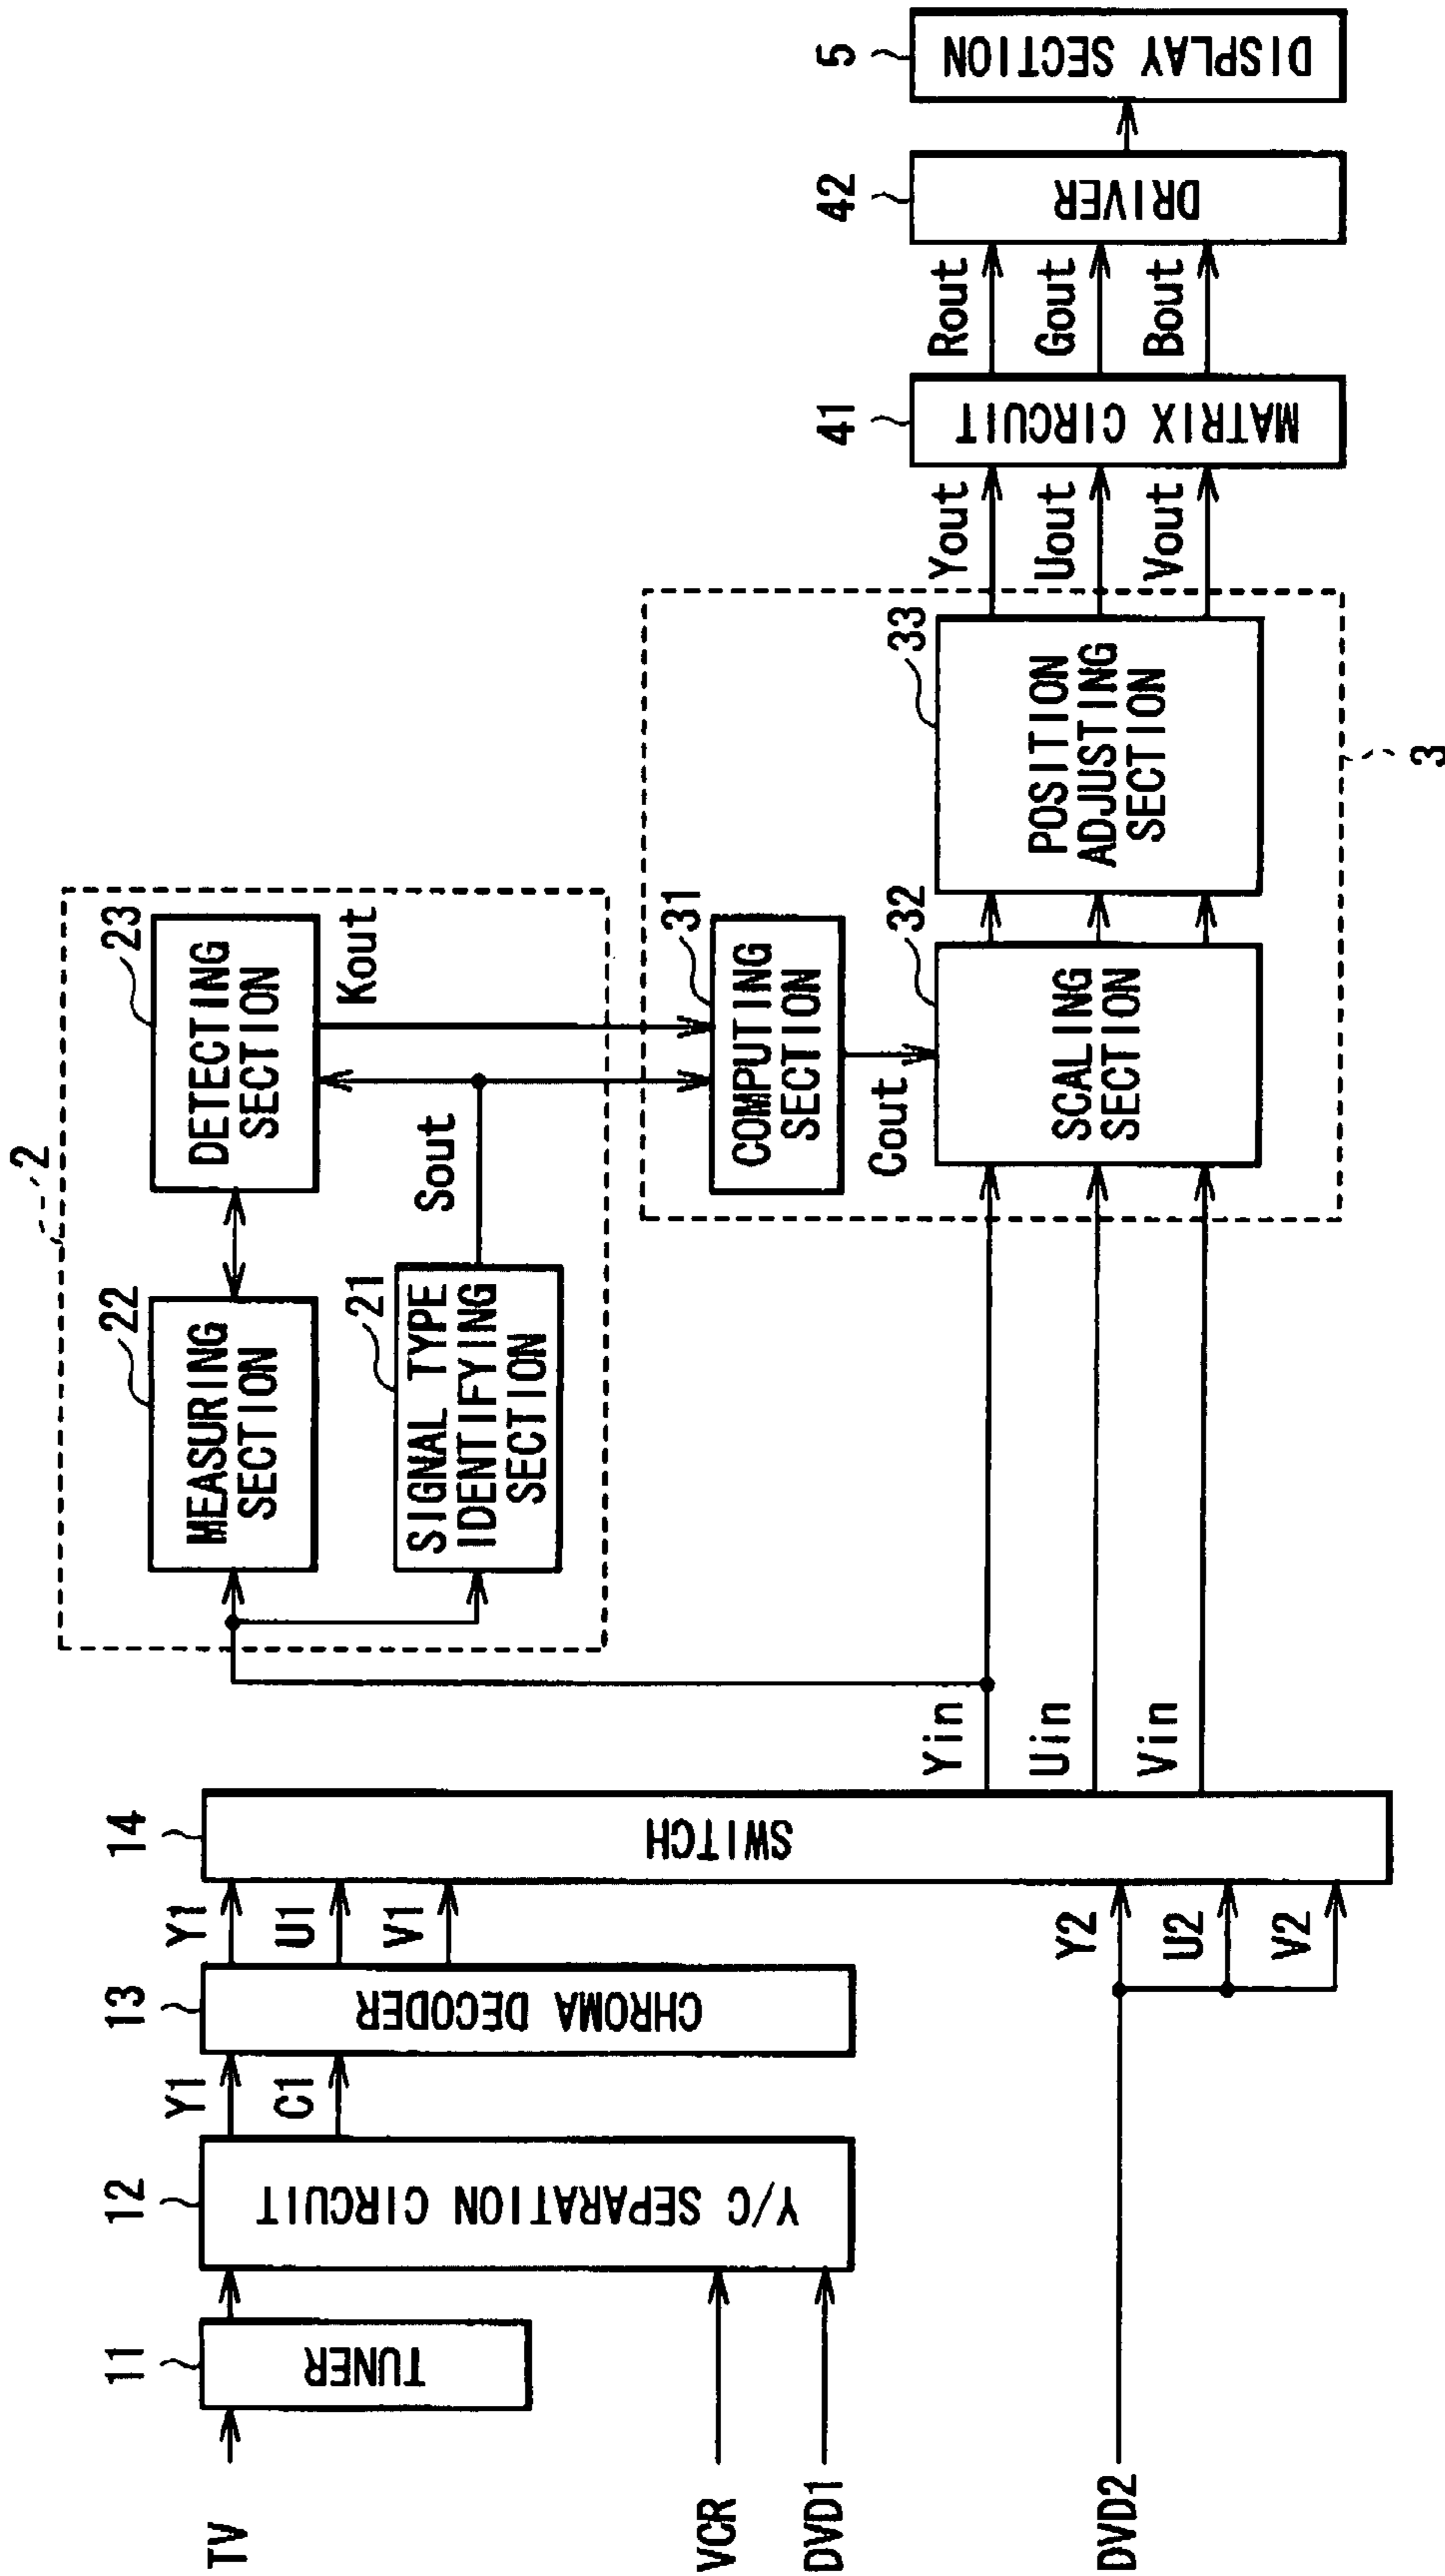 TV
VCR
DVD1
DVD2
11
TUNER
12
Y/C SEPARATION CIRCUIT
Y1
C1
13
CHROMA DECODER
Y1
U1
V1
Y2
U2
V2
14
SWITCH
Yin
Uin
Vin
2
22
MEASURING
SECTION
21
SIGNAL TYPE
IDENTIFYING
SECTION
Sout
23
DETECTING
SECTION
Kout
31
COMPUTING
SECTION
Cout
32
SCALING
SECTION
33
POSITION
ADJUSTING
SECTION
3
Yout
Uout
Vout
41
MATRIX CIRCUIT
Rout
Gout
Bout
42
DRIVER
5
DISPLAY SECTION